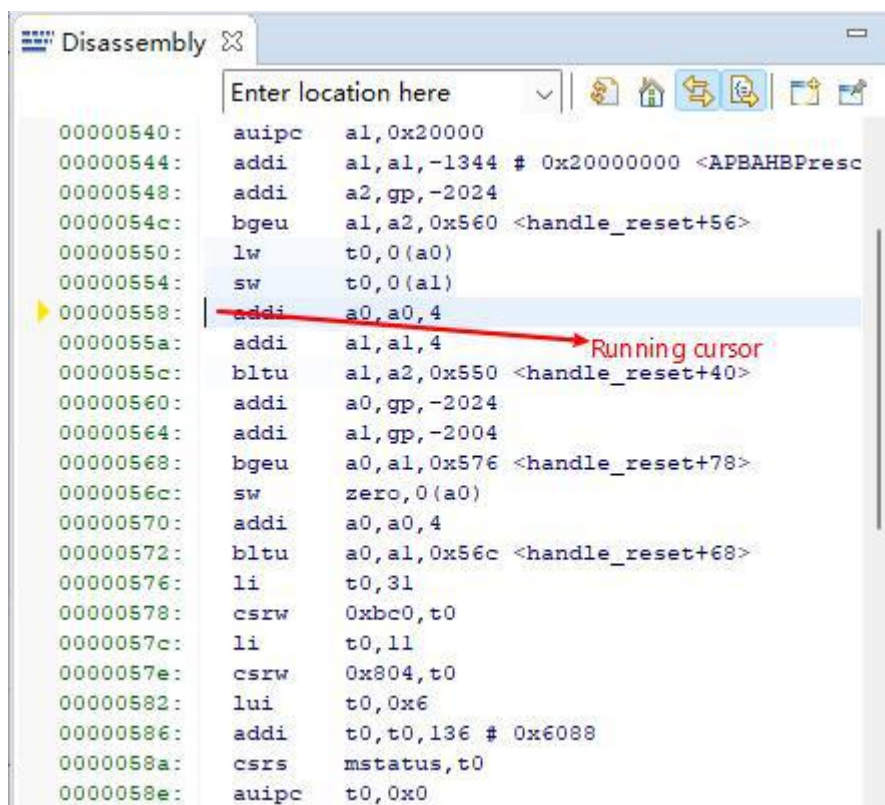 Disassembly
Enter location here
00000540: auipc a1,0x20000
00000544: addi a1,a1,-1344 # 0x20000000 <APBAHBPresc
00000548: addi a2,gp,-2024
0000054c: bgeu a1,a2,0x560 <handle_reset+56>
00000550: lw t0,0(a0)
00000554: sw t0,0(a1)
00000558: addi a0,a0,4
0000055a: addi a1,a1,4
Running cursor
0000055c: bltu a1,a2,0x550 <handle_reset+40>
00000560: addi a0,gp,-2024
00000564: addi a1,gp,-2004
00000568: bgeu a0,a1,0x576 <handle_reset+78>
0000056c: sw zero,0(a0)
00000570: addi a0,a0,4
00000572: bltu a0,a1,0x56c <handle_reset+68>
00000576: li t0,31
00000578: csrw 0xbc0,t0
0000057c: li t0,11
0000057e: csrw 0x804,t0
00000582: lui t0,0x6
00000586: addi t0,t0,136 # 0x6088
0000058a: csrs mstatus,t0
0000058e: auipc t0,0x0